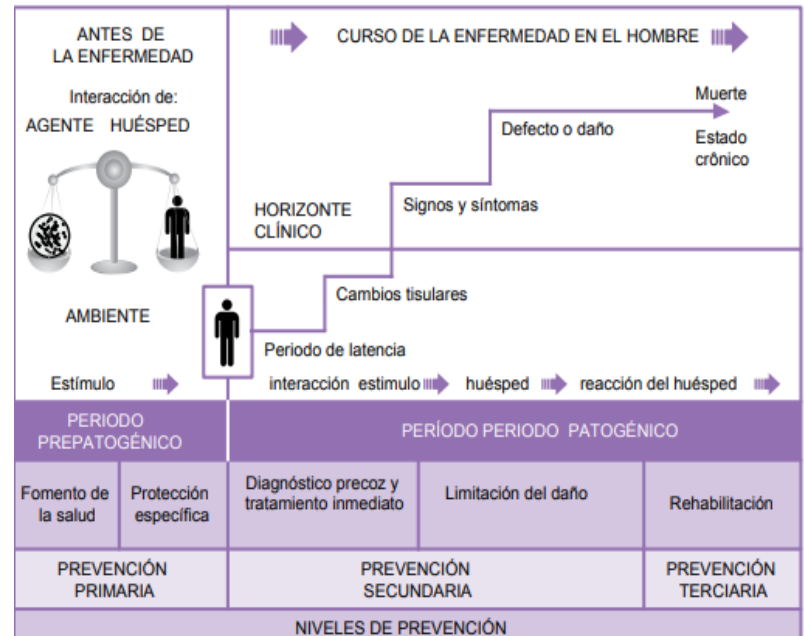 ANTES DE
LA ENFERMEDAD
Interacción de:
AGENTE HUÉSPED
AMBIENTE
Estímulo
CURSO DE LA ENFERMEDAD EN EL HOMBRE
Muerte
Defecto o daño
Estado
crônico
HORIZONTE
CLÍNICO
Signos y síntomas
Cambios tisulares
Periodo de latencia
interacción estimulo huésped reacción del huésped
PERIODO
PREPATOGÉNICO
PERÍODO PERIODO PATOGÉNICO
Fomento de
la salud
Protección
específica
Diagnóstico precoz y
tratamiento inmediato
Limitación del daño
Rehabilitación
PREVENCIÓN
PRIMARIA
PREVENCIÓN
SECUNDARIA
PREVENCIÓN
TERCIARIA
NIVELES DE PREVENCIÓN